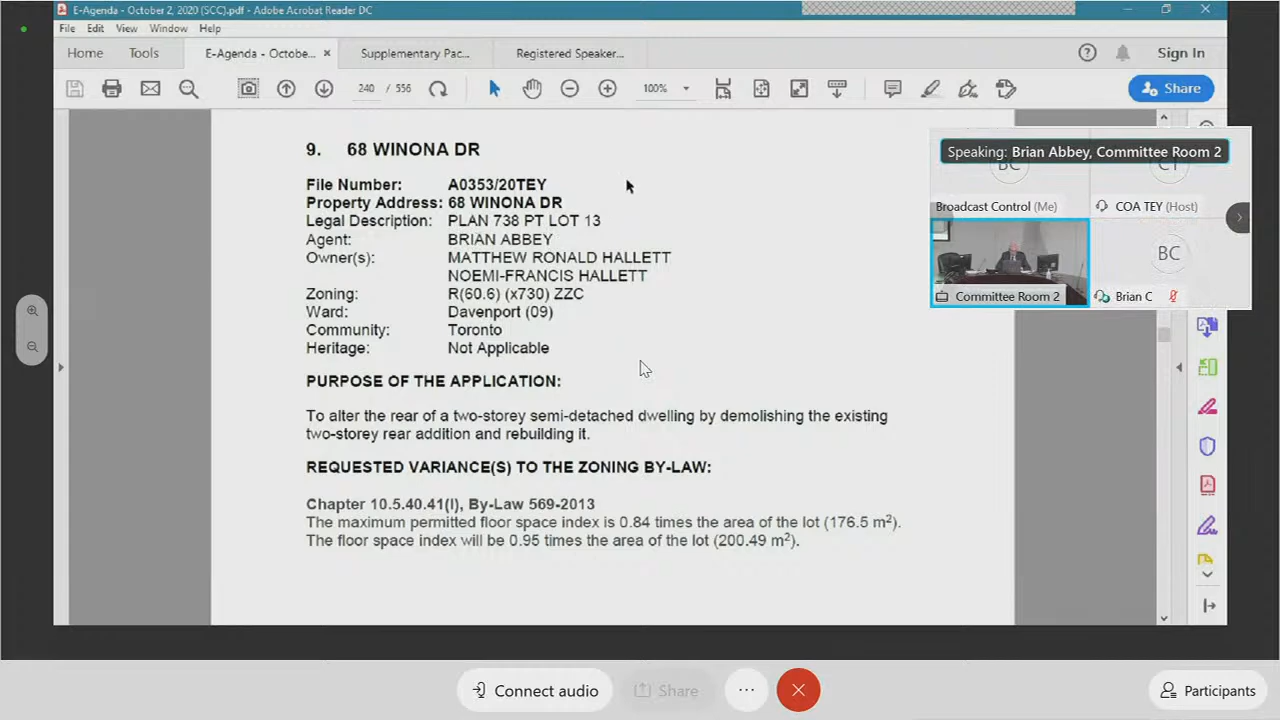 E-Agenda - October 2, 2020 (SCC).pdf - Adobe Acrobat Reader DC
File Edit View Window Help
Home Tools E-Agenda - Octobe... × Supplementary Pac... Registered Speaker... Sign In
240 / 556 100% Share
9. 68 WINONA DR
File Number: A0353/20TEY
Property Address: 68 WINONA DR
Legal Description: PLAN 738 PT LOT 13
Agent: BRIAN ABBEY
Owner(s): MATTHEW RONALD HALLETT
NOEMI-FRANCIS HALLETT
Zoning: R(60.6) (x730) ZZC
Ward: Davenport (09)
Community: Toronto
Heritage: Not Applicable
PURPOSE OF THE APPLICATION:
To alter the rear of a two-storey semi-detached dwelling by demolishing the existing
two-storey rear addition and rebuilding it.
REQUESTED VARIANCE(S) TO THE ZONING BY-LAW:
Chapter 10.5.40.41(I), By-Law 569-2013
The maximum permitted floor space index is 0.84 times the area of the lot (176.5 m²).
The floor space index will be 0.95 times the area of the lot (200.49 m²).
Speaking: Brian Abbey, Committee Room 2
BC CT
Broadcast Control (Me) COA TEY (Host)
BC
Committee Room 2 Brian C
Connect audio Share ... Participants